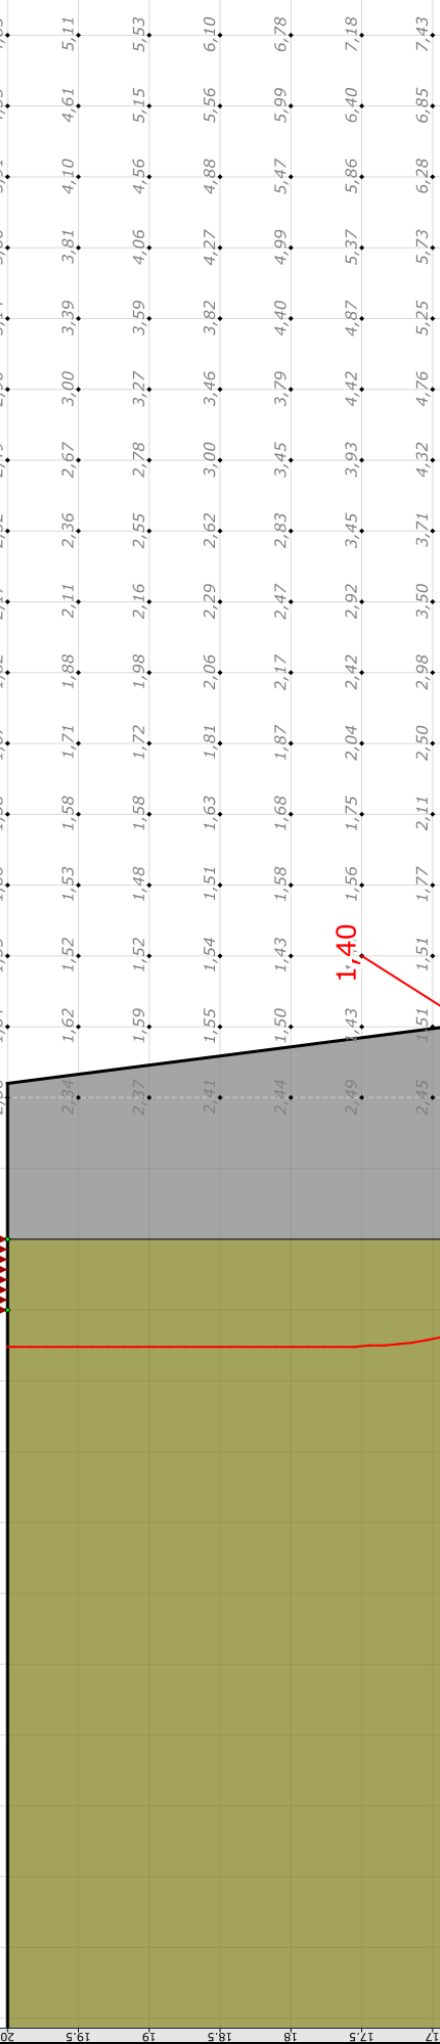 5,11 5,53 6,10 6,78 7,18 7,43
4,61 5,15 5,56 5,99 6,40 6,85
4,10 4,56 4,88 5,47 5,86 6,28
3,81 4,06 4,27 4,99 5,37 5,73
3,39 3,59 3,82 4,40 4,87 5,25
3,00 3,27 3,46 3,79 4,42 4,76
2,67 2,78 3,00 3,45 3,93 4,32
2,36 2,55 2,62 2,83 3,45 3,71
2,11 2,16 2,29 2,47 2,92 3,50
1,88 1,98 2,06 2,17 2,42 2,98
1,71 1,72 1,81 1,87 2,04 2,50
1,58 1,58 1,63 1,68 1,75 2,11
1,53 1,48 1,51 1,58 1,56 1,77
1,52 1,52 1,54 1,43 1,40 1,51
1,62 1,59 1,55 1,50 1,43 1,51
2,34 2,37 2,41 2,44 2,49 2,45
20 19.5 19 18.5 18 17.5 17